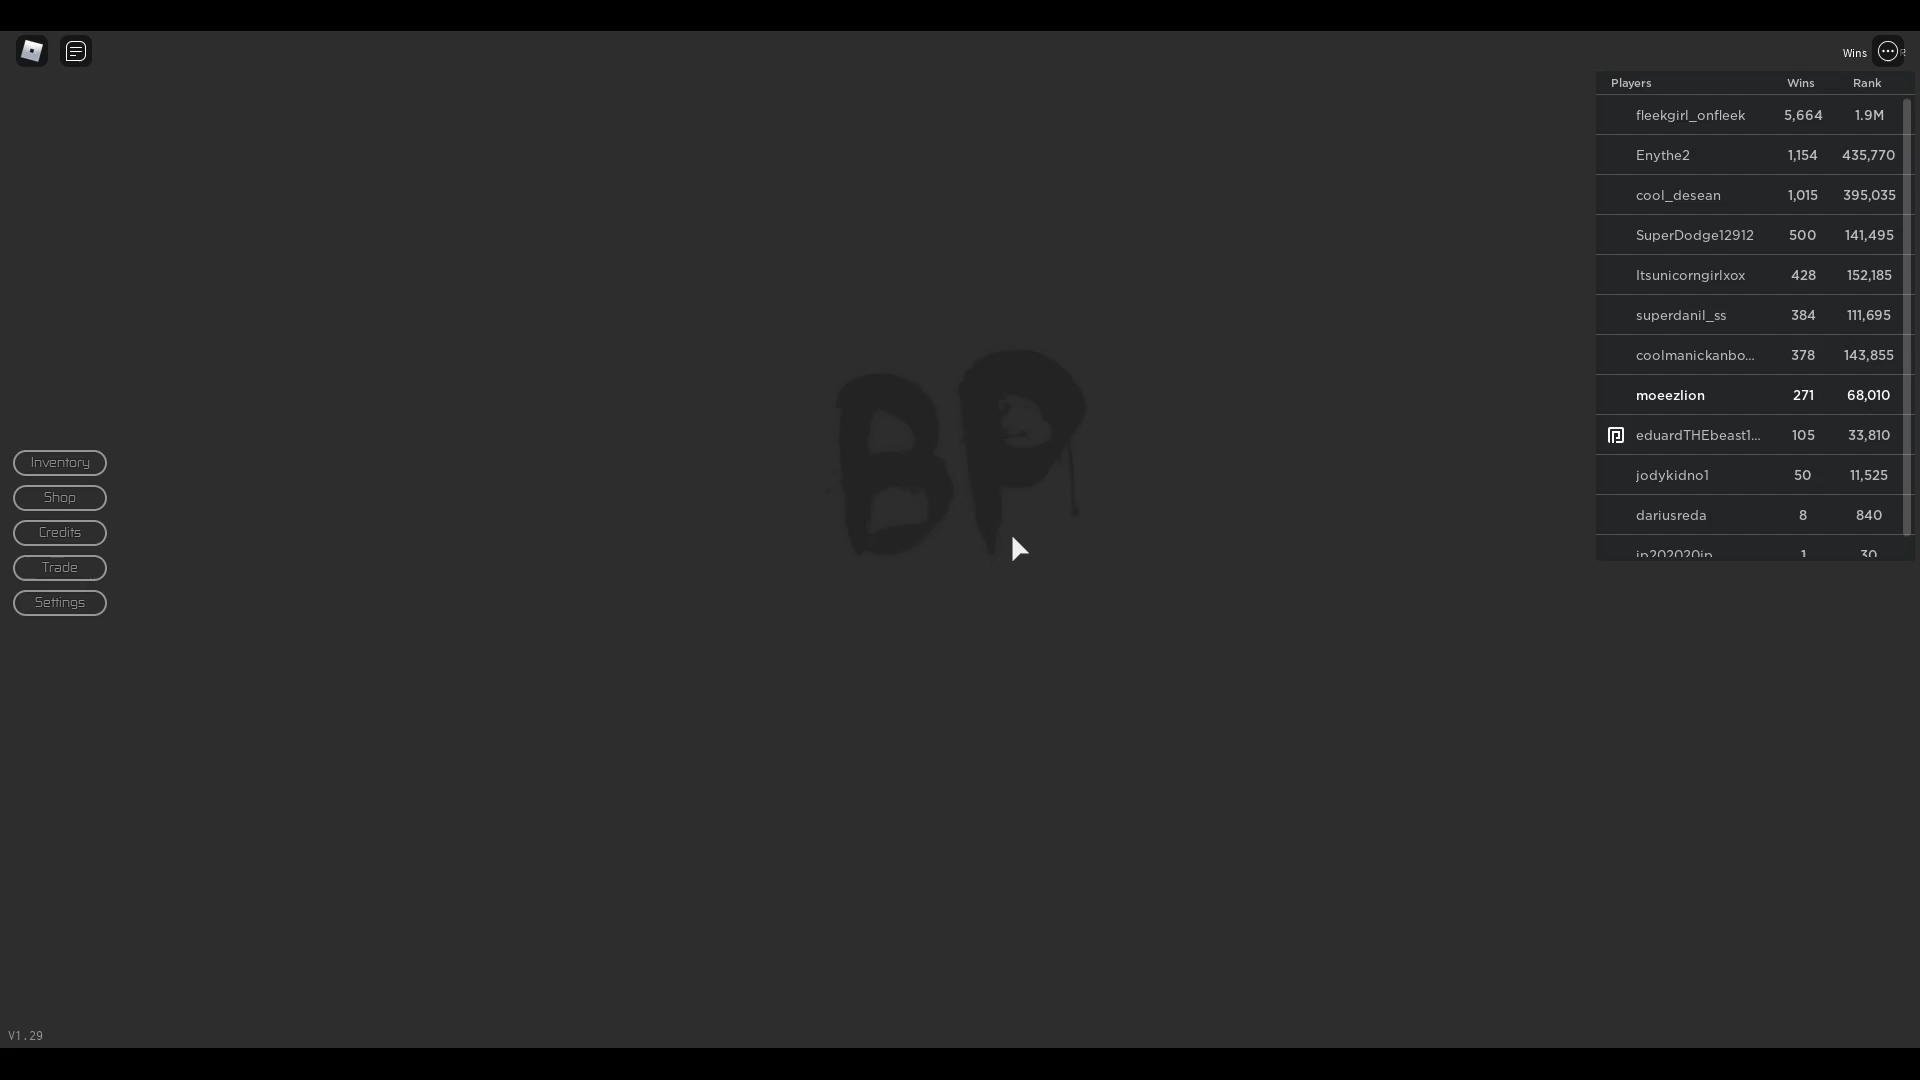 Wins
Players Wins Rank
fleekgirl_onfleek 5,664 1.9M
Enythe2 1,154 435,770
cool_desean 1,015 395,035
SuperDodge12912 500 141,495
Itsunicorngirlxox 428 152,185
superdanil_ss 384 111,695
coolmanickanbo... 378 143,855
moeezlion 271 68,010
eduardTHEbeast1... 105 33,810
jodykidno1 50 11,525
dariusreda 8 840
jp202020jp 1 30
BP
Inventory
Shop
Credits
Trade
Settings
V1.29